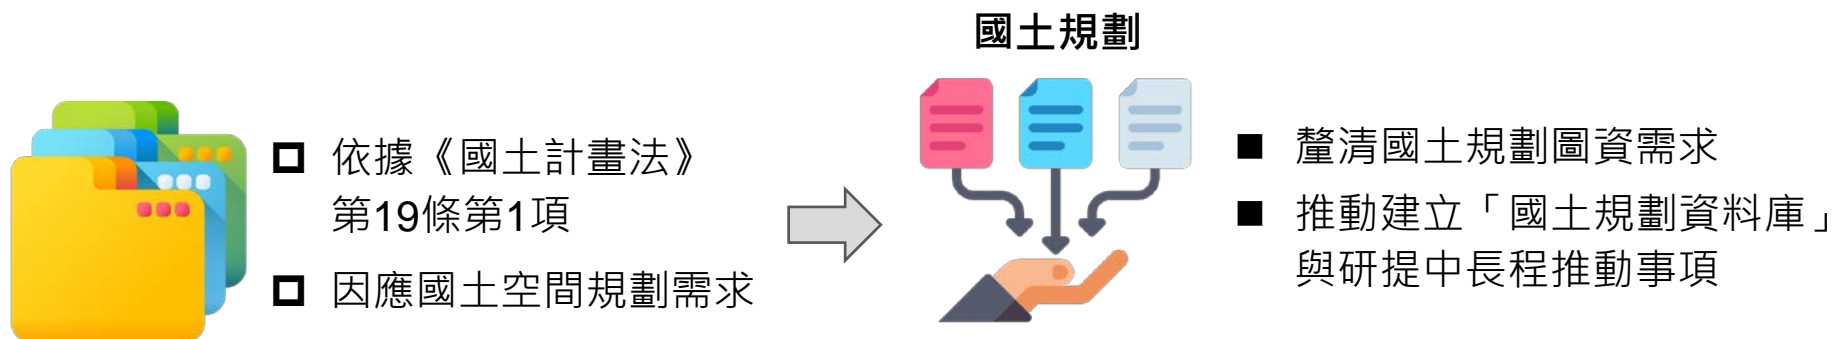 國土規劃
依據《國土計畫法》
第19條第1項
因應國土空間規劃需求
釐清國土規劃圖資需求
推動建立「國土規劃資料庫」
與研提中長程推動事項